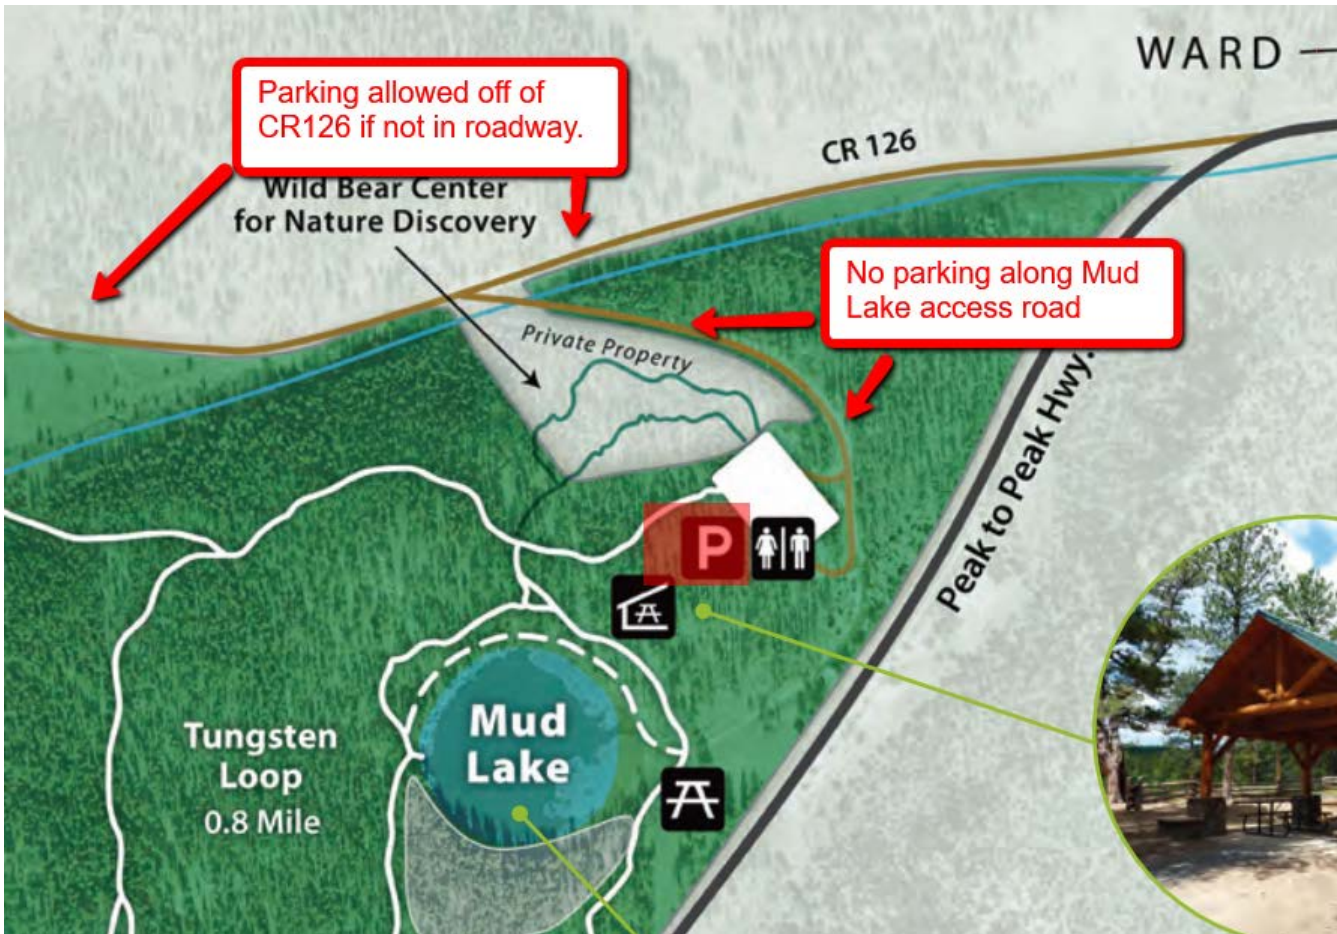 WARD
Parking allowed off of
CR126 if not in roadway.
CR 126
Wild Bear Center
for Nature Discovery
No parking along Mud
Lake access road
Private Property
Peak to Peak Hwy.
P
Mud
Lake
Tungsten
Loop
0.8 Mile